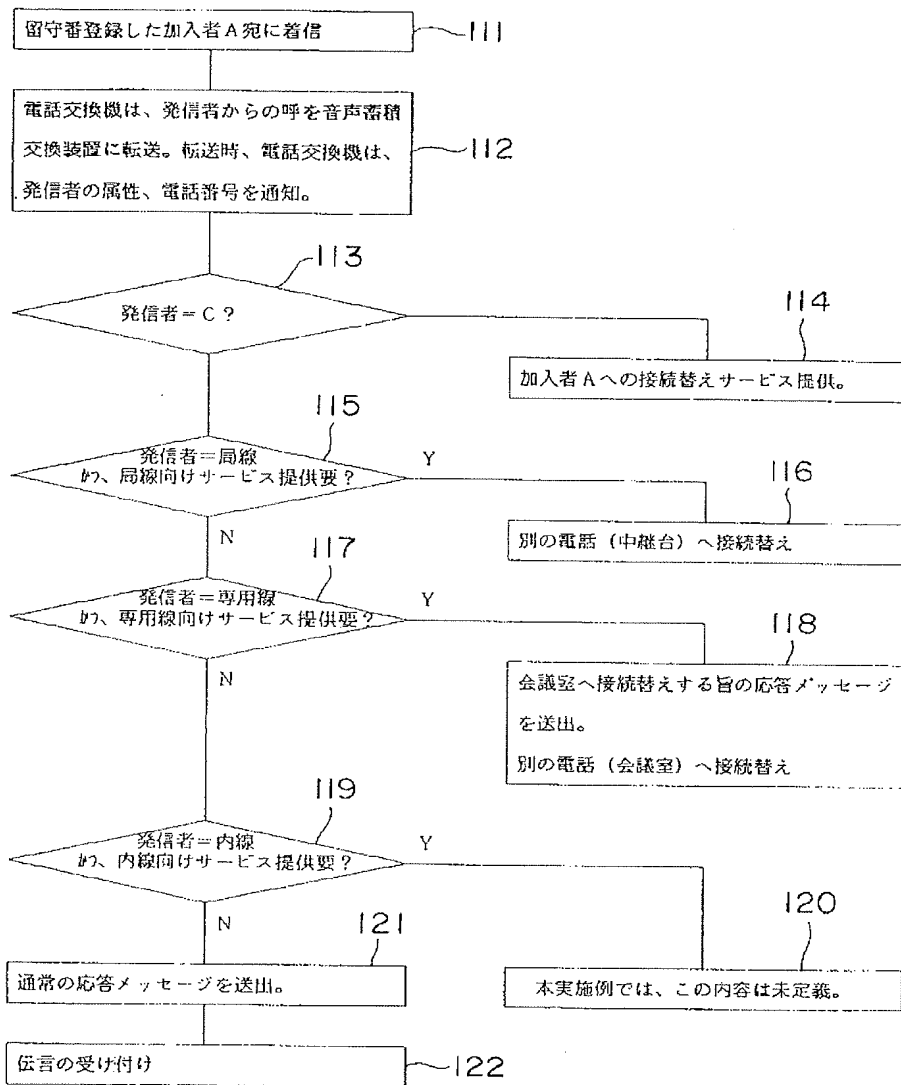 留守番登録した加入者A宛に着信
111
電話交換機は、発信者からの呼を音声蓄積
交換装置に転送。転送時、電話交換機は、
発信者の属性、電話番号を通知。
112
113
発信者=C?
114
加入者Aへの接続替えサービス提供。
115
発信者=局線
かつ、局線向けサービス提供要?
Y
116
別の電話(中継台)へ接続替え
N
117
発信者=専用線
かつ、専用線向けサービス提供要?
Y
118
会議室へ接続替えする旨の応答メッセージ
を送出。
別の電話(会議室)へ接続替え
N
119
発信者=内線
かつ、内線向けサービス提供要?
Y
120
本実施例では、この内容は未定義。
N
121
通常の応答メッセージを送出。
伝言の受け付け
122